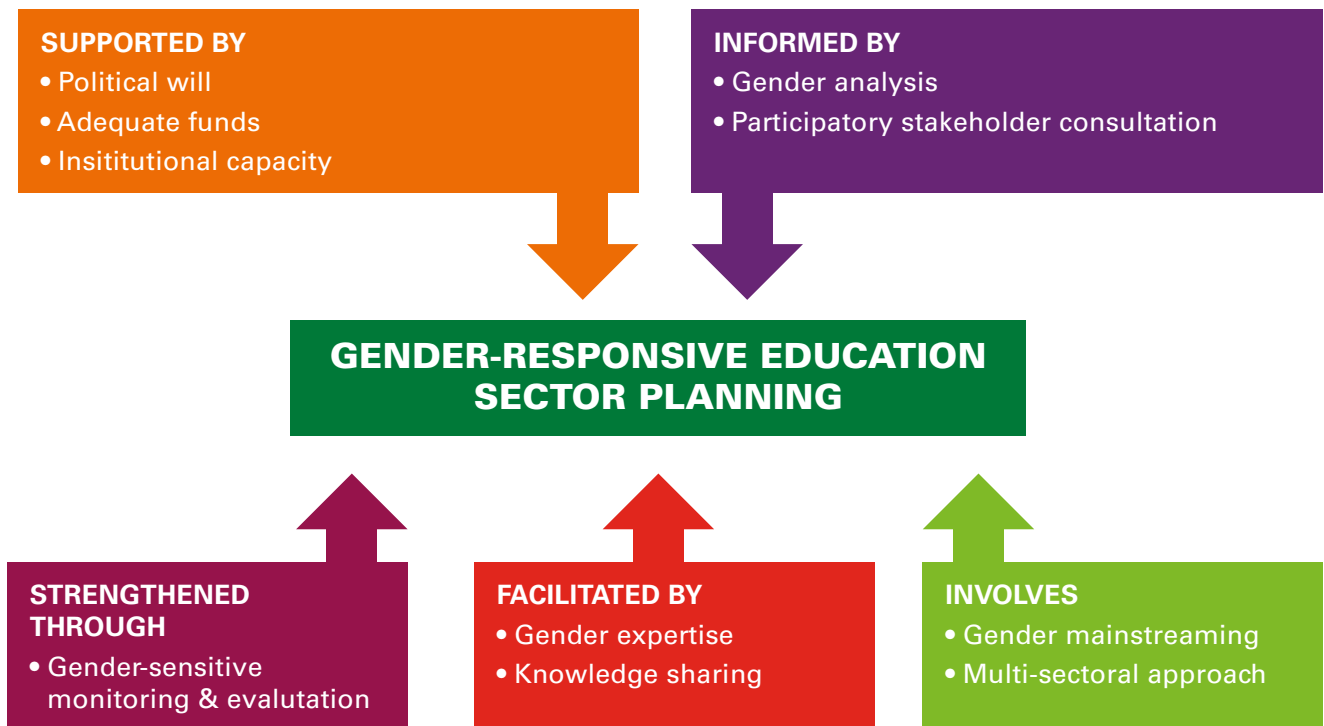 SUPPORTED BY
• Political will
• Adequate funds
• Insititutional capacity
INFORMED BY
• Gender analysis
• Participatory stakeholder consultation
GENDER-RESPONSIVE EDUCATION
SECTOR PLANNING
STRENGTHENED
THROUGH
• Gender-sensitive
monitoring & evalutation
FACILITATED BY
• Gender expertise
• Knowledge sharing
INVOLVES
• Gender mainstreaming
• Multi-sectoral approach